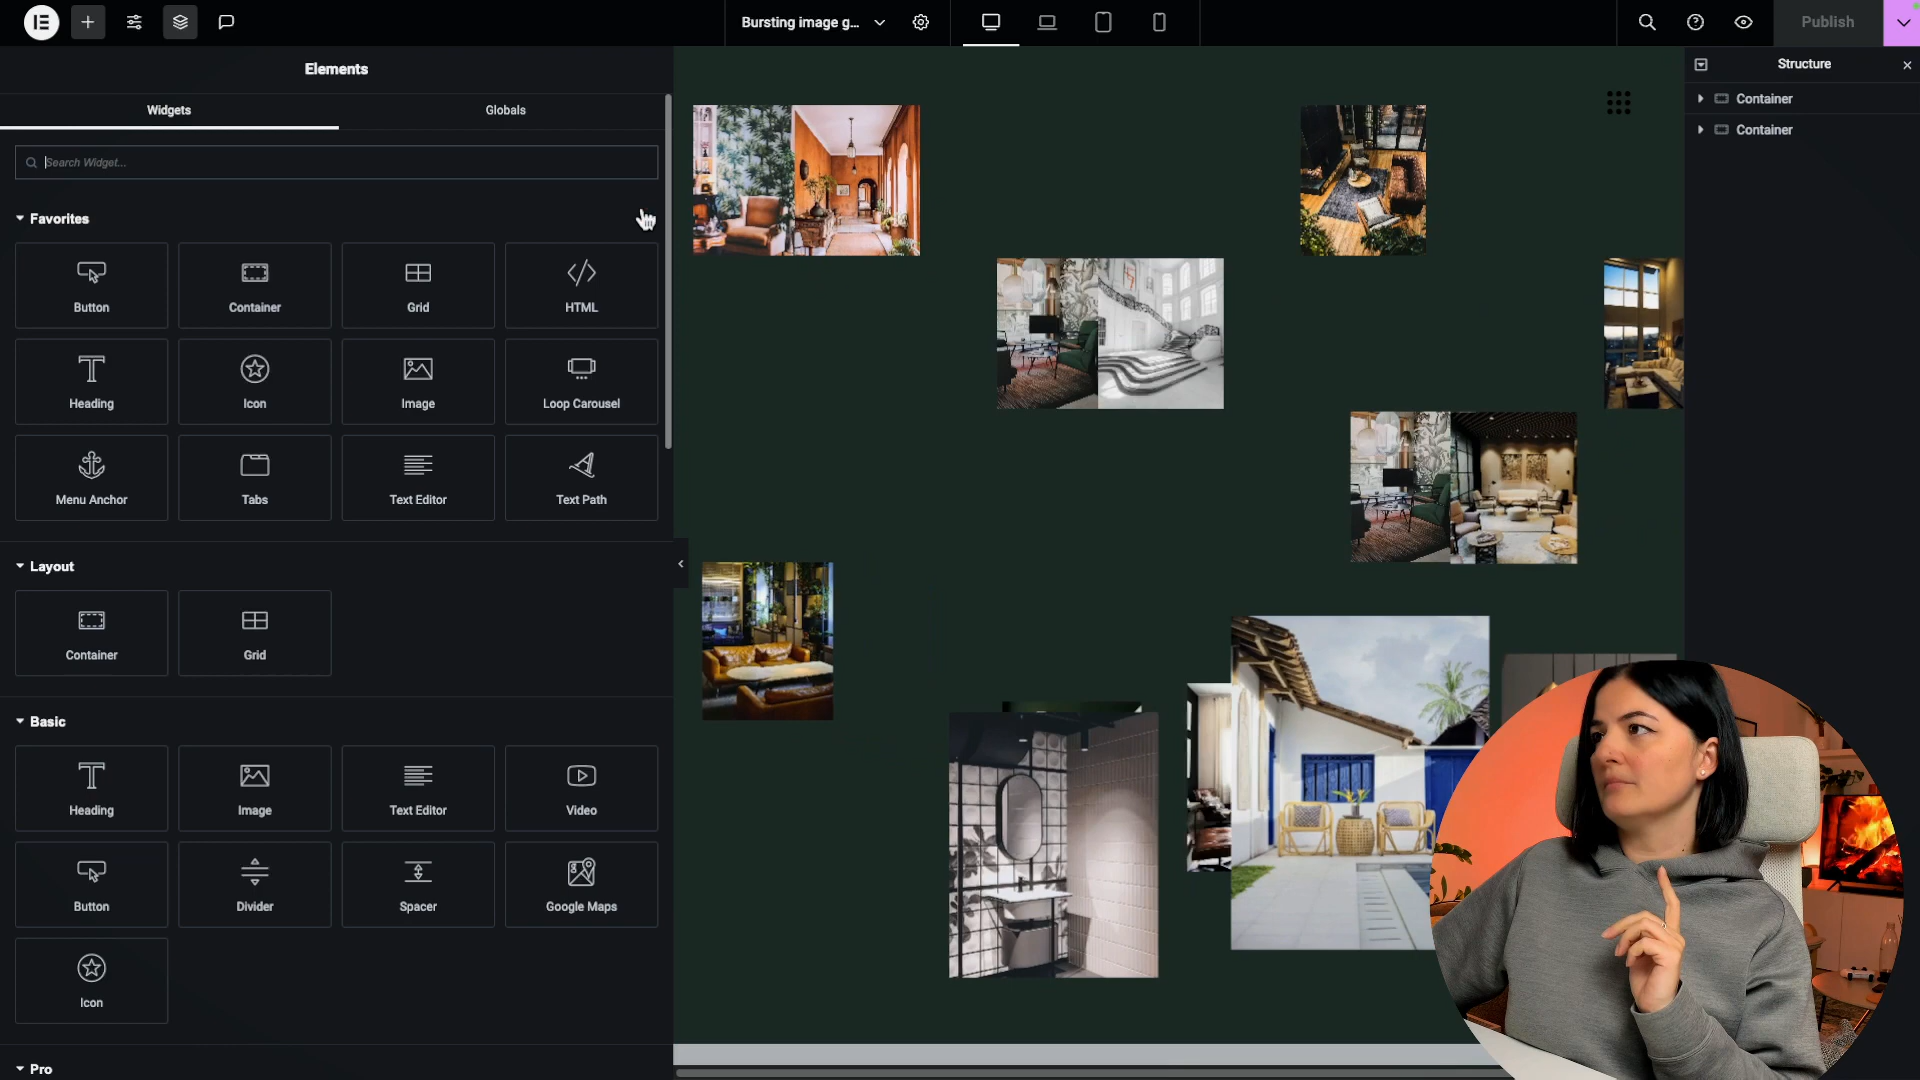 Bursting image g...
Publish
Elements
Structure
Widgets
Globals
Container
Container
Search Widget...
Favorites
Button
Container
Grid
HTML
Heading
Icon
Image
Loop Carousel
Menu Anchor
Tabs
Text Editor
Text Path
Layout
Container
Grid
Basic
Heading
Image
Text Editor
Video
Button
Divider
Spacer
Google Maps
Icon
Pro